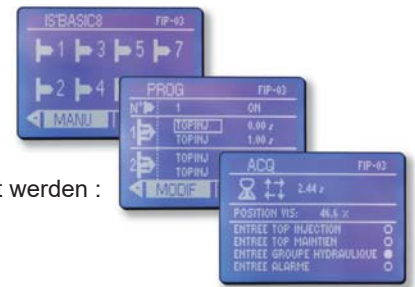 IS'BASIC8 FIP-03
1 3 5 7
2 4
MANU
PROG FIP-03
N° 1 ON
1 TOPINJ 0.00 s
TOPINJ 1.00 s
2 TOPINJ
TOPINJ
MODIF
t werden :
ACQ FIP-03
2.44 s
POSITION VIS: 46.6 %
ENTREE TOP INJECTION
ENTREE TOP MAINTIEN
ENTREE GROUPE HYDRAULIQUE
ENTREE ALARME